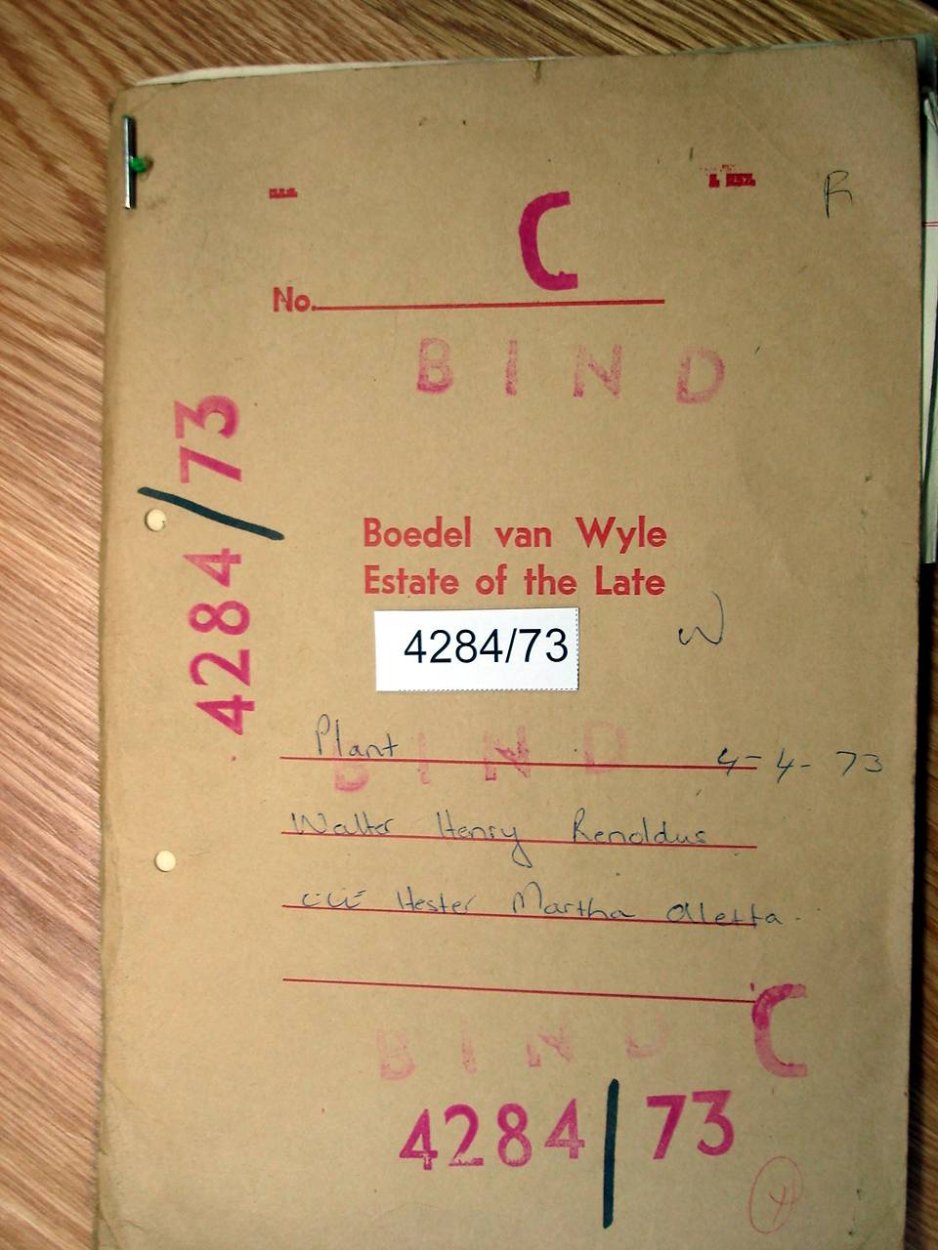 C
R
No.
BIND
4284/73
Boedel van Wyle
Estate of the Late
4284/73
W
BIND
Plant 4-4-73
Walter Henry Renoldus
Hester Martha Aletta
C
BIND
4284/73